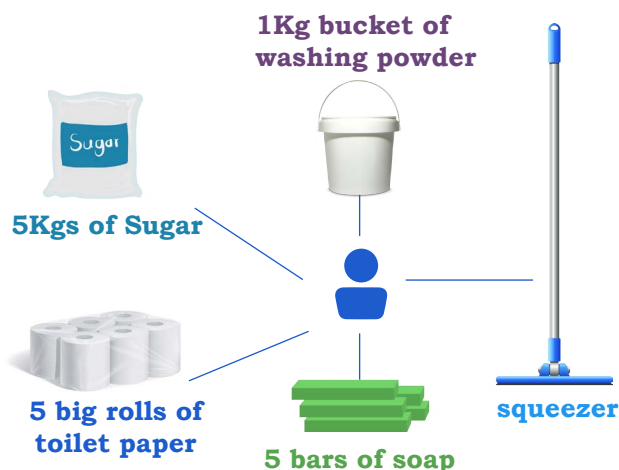 1Kg bucket of
washing powder
Sugar
5Kgs of Sugar
5 big rolls of
toilet paper
squeezer
5 bars of soap